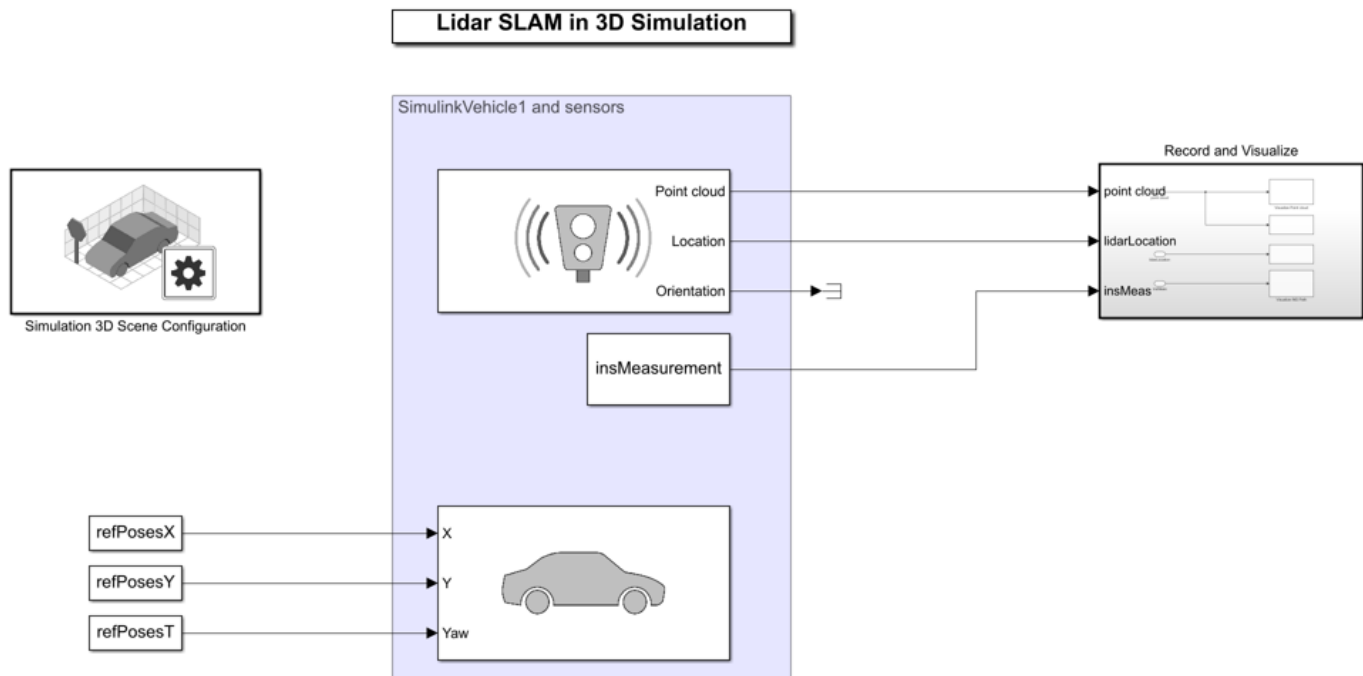 Lidar SLAM in 3D Simulation
SimulinkVehicle1 and sensors
Simulation 3D Scene Configuration
Point cloud
Location
Orientation
insMeasurement
Record and Visualize
point cloud
lidarLocation
insMeas
refPosesX
refPosesY
refPosesT
X
Y
Yaw